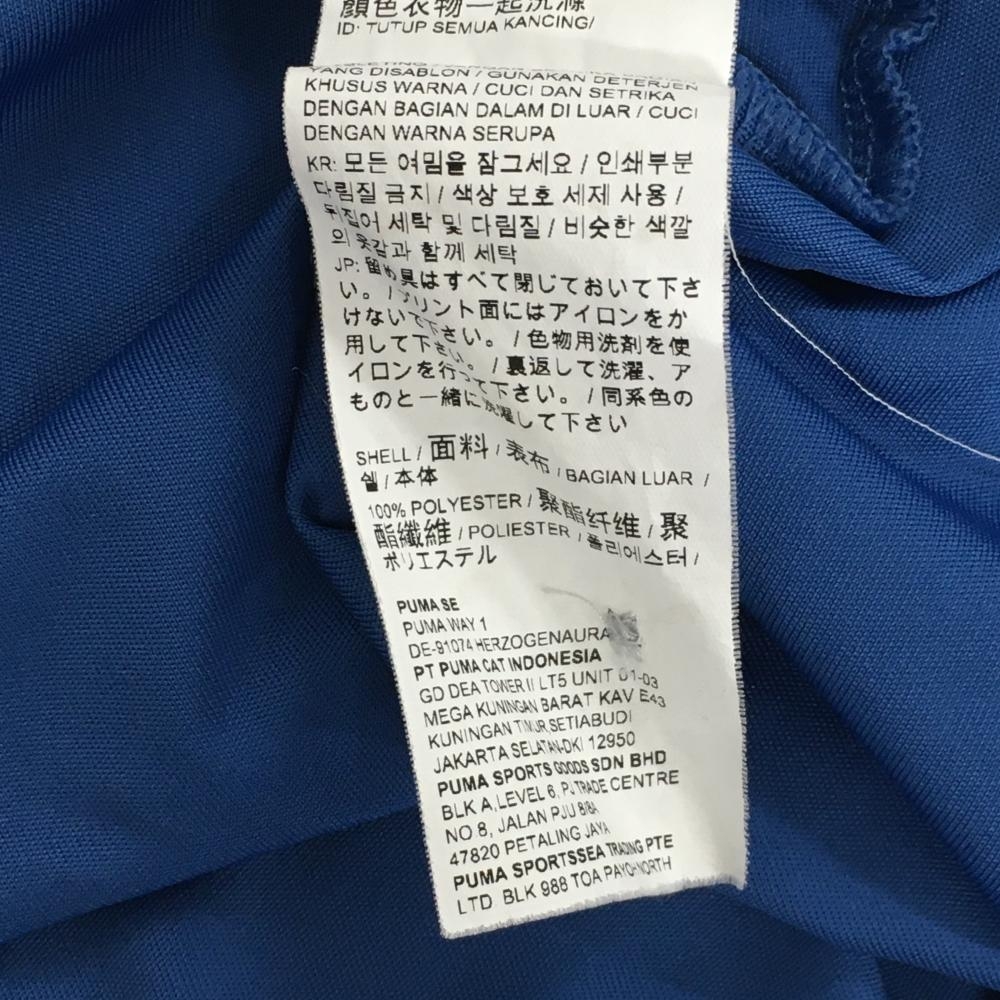 顏色衣物一起洗滌
ID: TUTUP SEMUA KANCING/
YANG DISABLON / GUNAKAN DETERJEN
KHUSUS WARNA / CUCI DAN SETRIKA
DENGAN BAGIAN DALAM DI LUAR / CUCI
DENGAN WARNA SERUPA
KR: 모든 여밈을 잠그세요 / 인쇄부분
다림질 금지 / 색상 보호 세제 사용 /
뒤집어 세탁 및 다림질 / 비슷한 색깔
의 옷감과 함께 세탁
JP: 留め具はすべて閉じておいて下さ
い。/プリント面にはアイロンをか
けないで下さい。/色物用洗剤を使
用して下さい。/裏返して洗濯、ア
イロンを行って下さい。/同系色の
ものと一緒に洗濯して下さい
SHELL / 面料 / 表布 / BAGIAN LUAR /
쉘 / 本体
100% POLYESTER / 聚酯纤维 / 聚
酯纖維 / POLIESTER / 폴리에스터 /
ポリエステル
PUMA SE
PUMA WAY 1
DE-91074 HERZOGENAURA
PT PUMA CAT INDONESIA
GD DEA TOWER II LT5 UNIT 01-03
MEGA KUNINGAN BARAT KAV E43
KUNINGAN TIMUR,SETIABUDI
JAKARTA SELATAN-DKI 12950
PUMA SPORTS GOODS SDN BHD
BLK A,LEVEL 6, PJ TRADE CENTRE
NO.8, JALAN PJU 8/8A
47820 PETALING JAYA
PUMA SPORTSSEA TRADING PTE
LTD BLK 988 TOA PAYOH NORTH